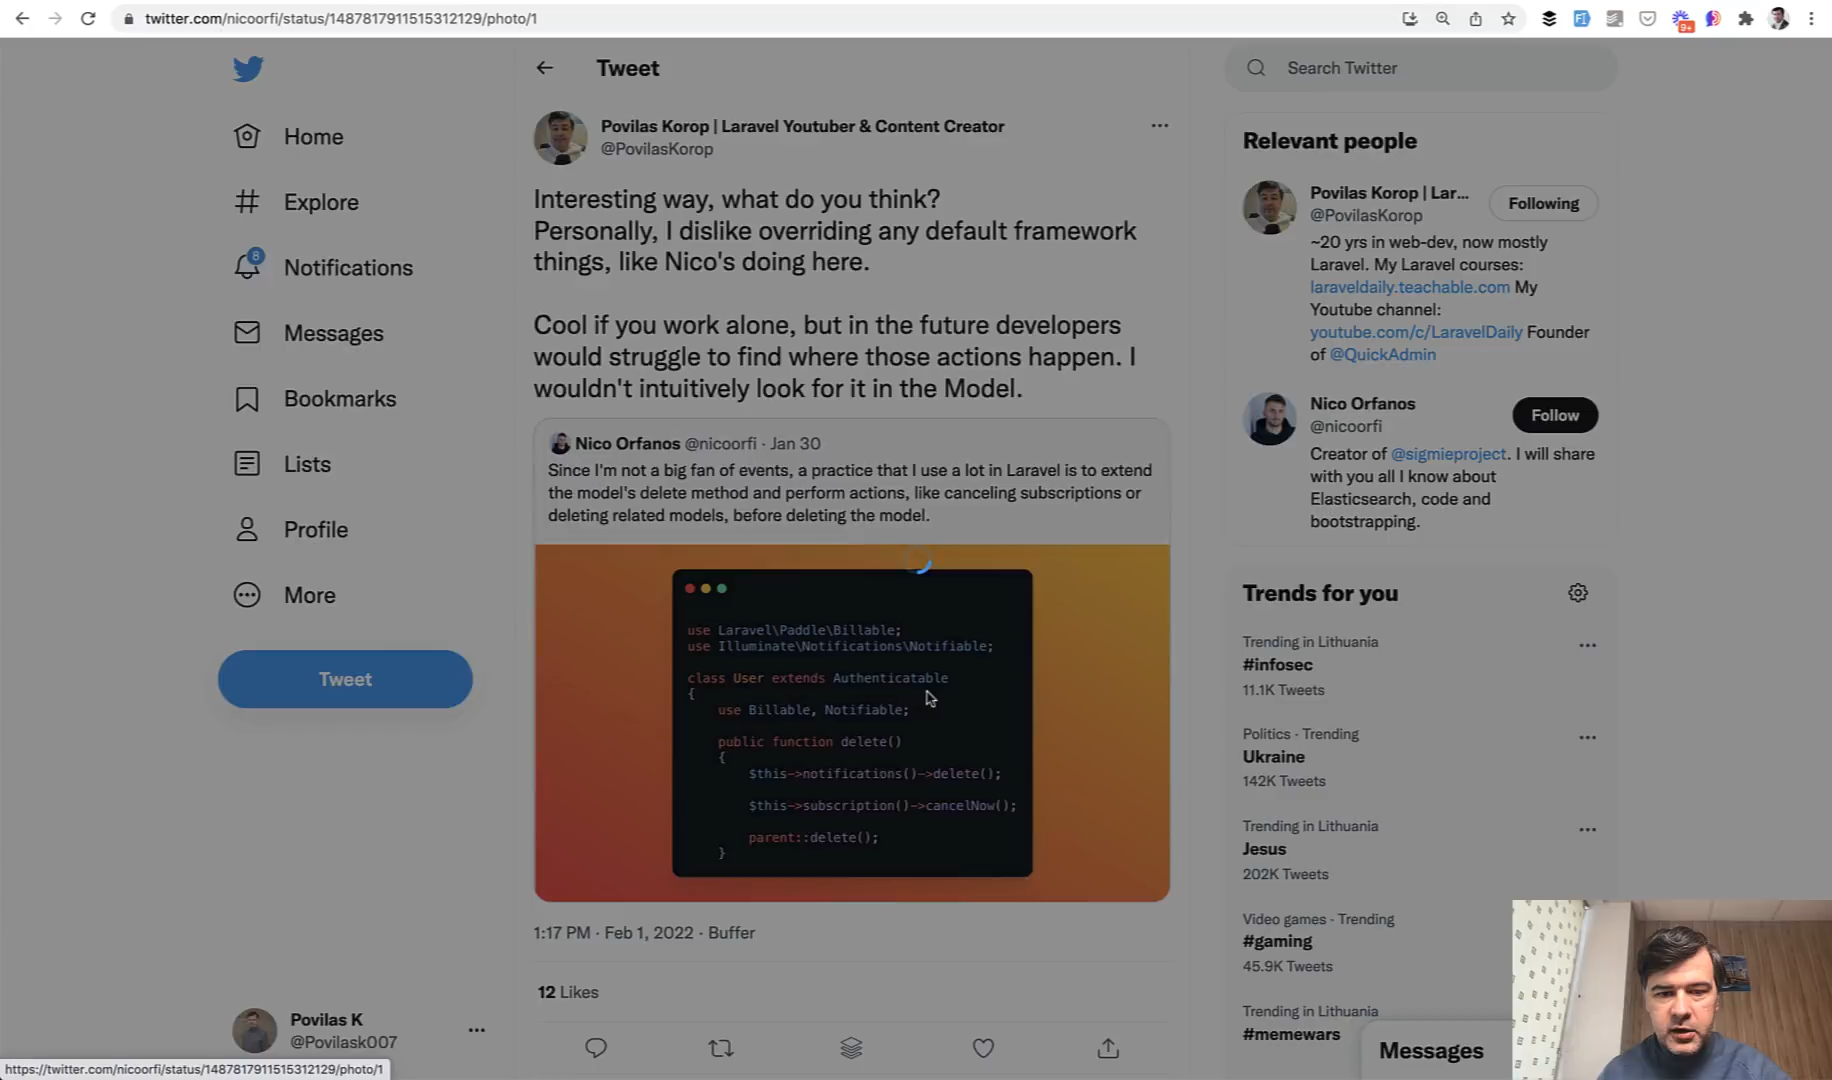 twitter.com/nicoorfi/status/1487817911515312129/photo/1
9+
Home
Explore
8
Notifications
Messages
Bookmarks
Lists
Profile
More
Tweet
Povilas K
@Povilask007
https://twitter.com/nicoorfi/status/1487817911515312129/photo/1
Tweet
Povilas Korop | Laravel Youtuber & Content Creator
@PovilasKorop
Interesting way, what do you think?
Personally, I dislike overriding any default framework
things, like Nico's doing here.
Cool if you work alone, but in the future developers
would struggle to find where those actions happen. I
wouldn't intuitively look for it in the Model.
Nico Orfanos @nicoorfi · Jan 30
Since I'm not a big fan of events, a practice that I use a lot in Laravel is to extend
the model's delete method and perform actions, like canceling subscriptions or
deleting related models, before deleting the model.
use Laravel\Paddle\Billable;
use Illuminate\Notifications\Notifiable;
class User extends Authenticatable
{
use Billable, Notifiable;
public function delete()
{
$this->notifications()->delete();
$this->subscription()->cancelNow();
parent::delete();
}
1:17 PM · Feb 1, 2022 · Buffer
12 Likes
Search Twitter
Relevant people
Povilas Korop | Lar...
Following
@PovilasKorop
~20 yrs in web-dev, now mostly
Laravel. My Laravel courses:
laraveldaily.teachable.com My
Youtube channel:
youtube.com/c/LaravelDaily Founder
of @QuickAdmin
Nico Orfanos
Follow
@nicoorfi
Creator of @sigmieproject. I will share
with you all I know about
Elasticsearch, code and
bootstrapping.
Trends for you
Trending in Lithuania
#infosec
11.1K Tweets
Politics · Trending
Ukraine
142K Tweets
Trending in Lithuania
Jesus
202K Tweets
Video games · Trending
#gaming
45.9K Tweets
Trending in Lithuania
#memewars
Messages